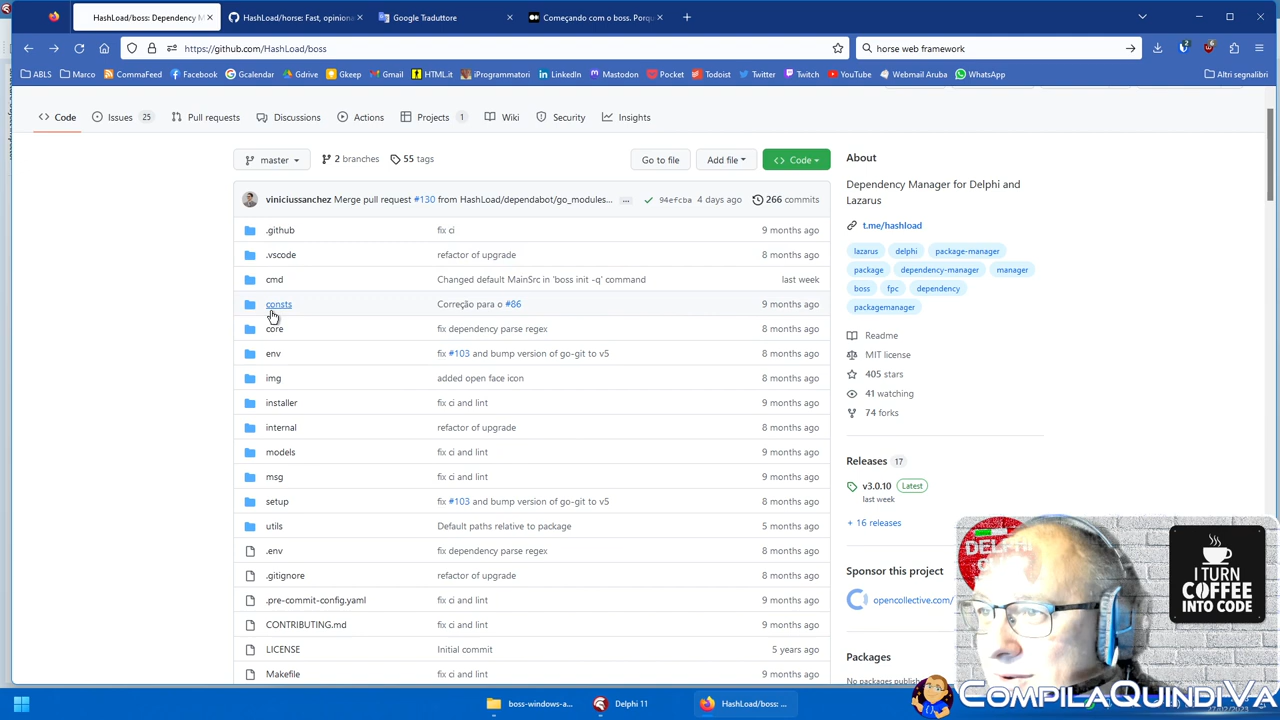 HashLoad/boss: Dependency M
HashLoad/horse: Fast, opiniona
Google Traduttore
Começando com o boss. Porqu
https://github.com/HashLoad/boss
horse web framework
ABLS
Marco
CommaFeed
Facebook
Gcalendar
Gdrive
Gkeep
Gmail
HTML.it
iProgrammatori
LinkedIn
Mastodon
Pocket
Todoist
Twitter
Twitch
YouTube
Webmail Aruba
WhatsApp
Altri segnalibri
Code
Issues 25
Pull requests
Discussions
Actions
Projects 1
Wiki
Security
Insights
master
2 branches
55 tags
Go to file
Add file
Code
viniciussanchez Merge pull request #130 from HashLoad/dependabot/go_modules... ... 94efcba 4 days ago 266 commits
.github fix ci 9 months ago
.vscode refactor of upgrade 9 months ago
cmd Changed default MainSrc in 'boss init -q' command last week
consts Correção para o #86 9 months ago
core fix dependency parse regex 8 months ago
env fix #103 and bump version of go-git to v5 8 months ago
img added open face icon 8 months ago
installer fix ci and lint 9 months ago
internal refactor of upgrade 8 months ago
models fix ci and lint 9 months ago
msg fix ci and lint 9 months ago
setup fix #103 and bump version of go-git to v5 8 months ago
utils Default paths relative to package 5 months ago
.env fix dependency parse regex 8 months ago
.gitignore refactor of upgrade 8 months ago
.pre-commit-config.yaml fix ci and lint 9 months ago
CONTRIBUTING.md fix ci and lint 9 months ago
LICENSE Initial commit 5 years ago
Makefile fix ci and lint 9 months ago
About
Dependency Manager for Delphi and
Lazarus
t.me/hashload
lazarus delphi package-manager
package dependency-manager manager
boss fpc dependency
packagemanager
Readme
MIT license
405 stars
41 watching
74 forks
Releases 17
v3.0.10 Latest
last week
+ 16 releases
Sponsor this project
opencollective.com/
Packages
No packages publish
DELPHI
I TURN
COFFEE
INTO CODE
CompilaQuindiVa
boss-windows-a...
Delphi 11
HashLoad/boss: ...